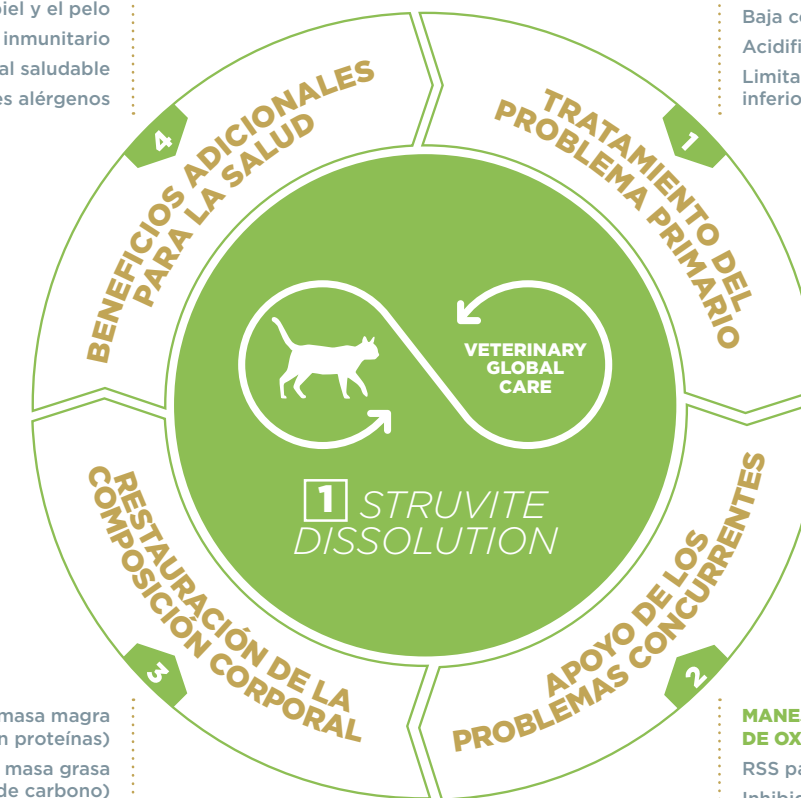 piel y el pelo
inmunitario
al saludable
es alérgenos
Baja
Acidifi
Limita
inferio
4
BENEFICIOS ADICIONALES
PARA LA SALUD
1
TRATAMIENTO DEL
PROBLEMA PRIMARIO
VETERINARY
GLOBAL
CARE
1 STRUVITE
DISSOLUTION
3
RESTAURACIÓN DE LA
COMPOSICIÓN CORPORAL
2
APOYO DE LOS
PROBLEMAS CONCURRENTES
masa magra
n proteínas)
masa grasa
de carbono)
MANE
DE OX
RSS pa